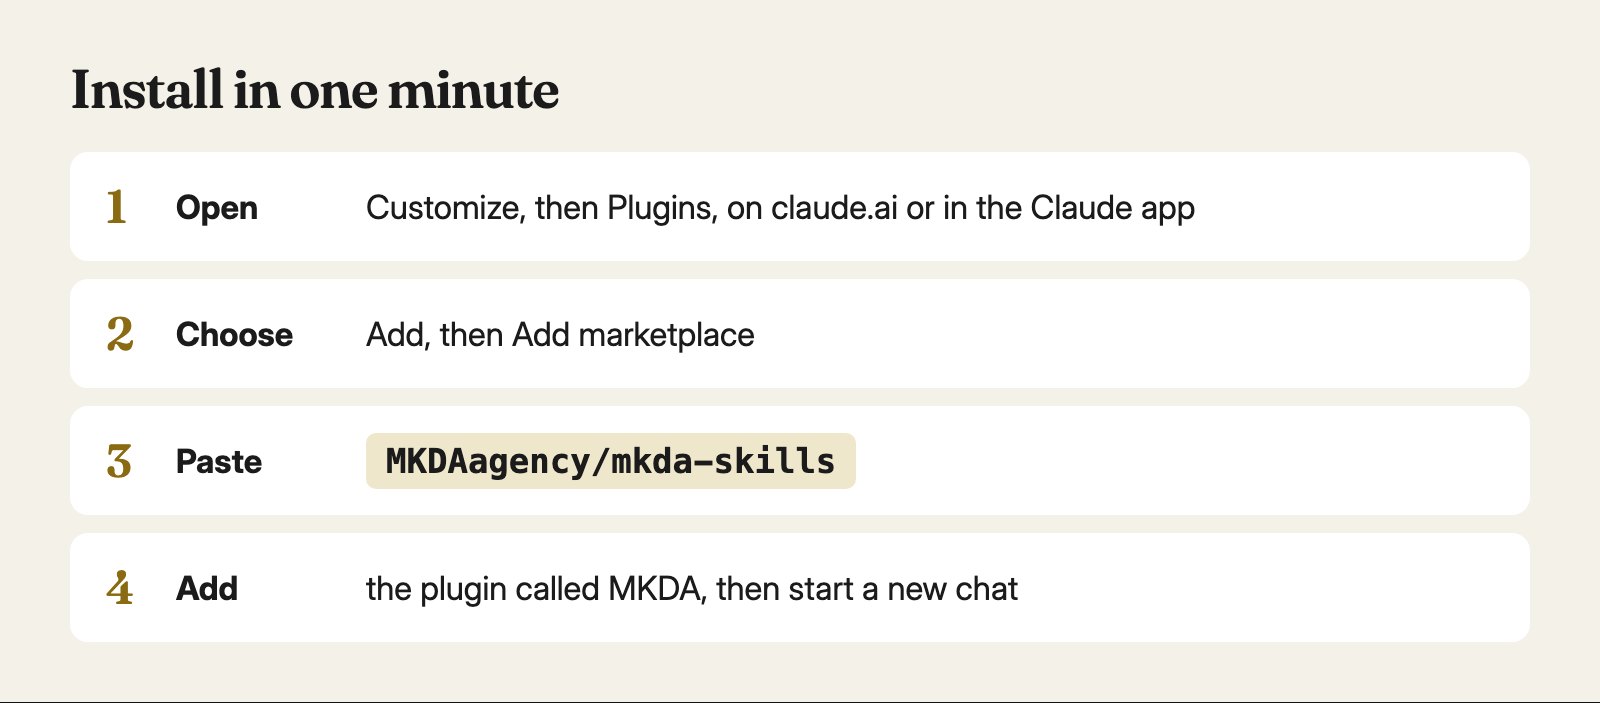 Install in one minute
1 Open Customize, then Plugins, on claude.ai or in the Claude app
2 Choose Add, then Add marketplace
3 Paste MKDAagency/mkda-skills
4 Add the plugin called MKDA, then start a new chat